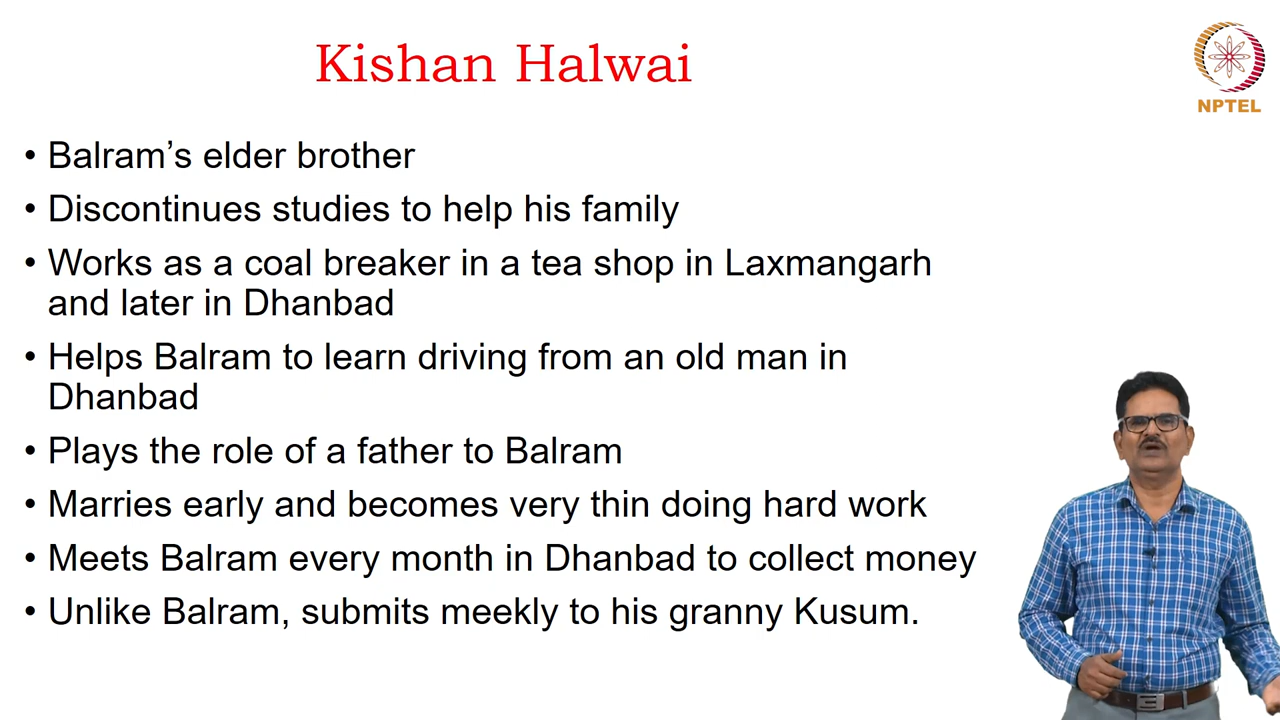 Kishan Halwai
NPTEL
• Balram’s elder brother
• Discontinues studies to help his family
• Works as a coal breaker in a tea shop in Laxmangarh
and later in Dhanbad
• Helps Balram to learn driving from an old man in
Dhanbad
• Plays the role of a father to Balram
• Marries early and becomes very thin doing hard work
• Meets Balram every month in Dhanbad to collect money
• Unlike Balram, submits meekly to his granny Kusum.